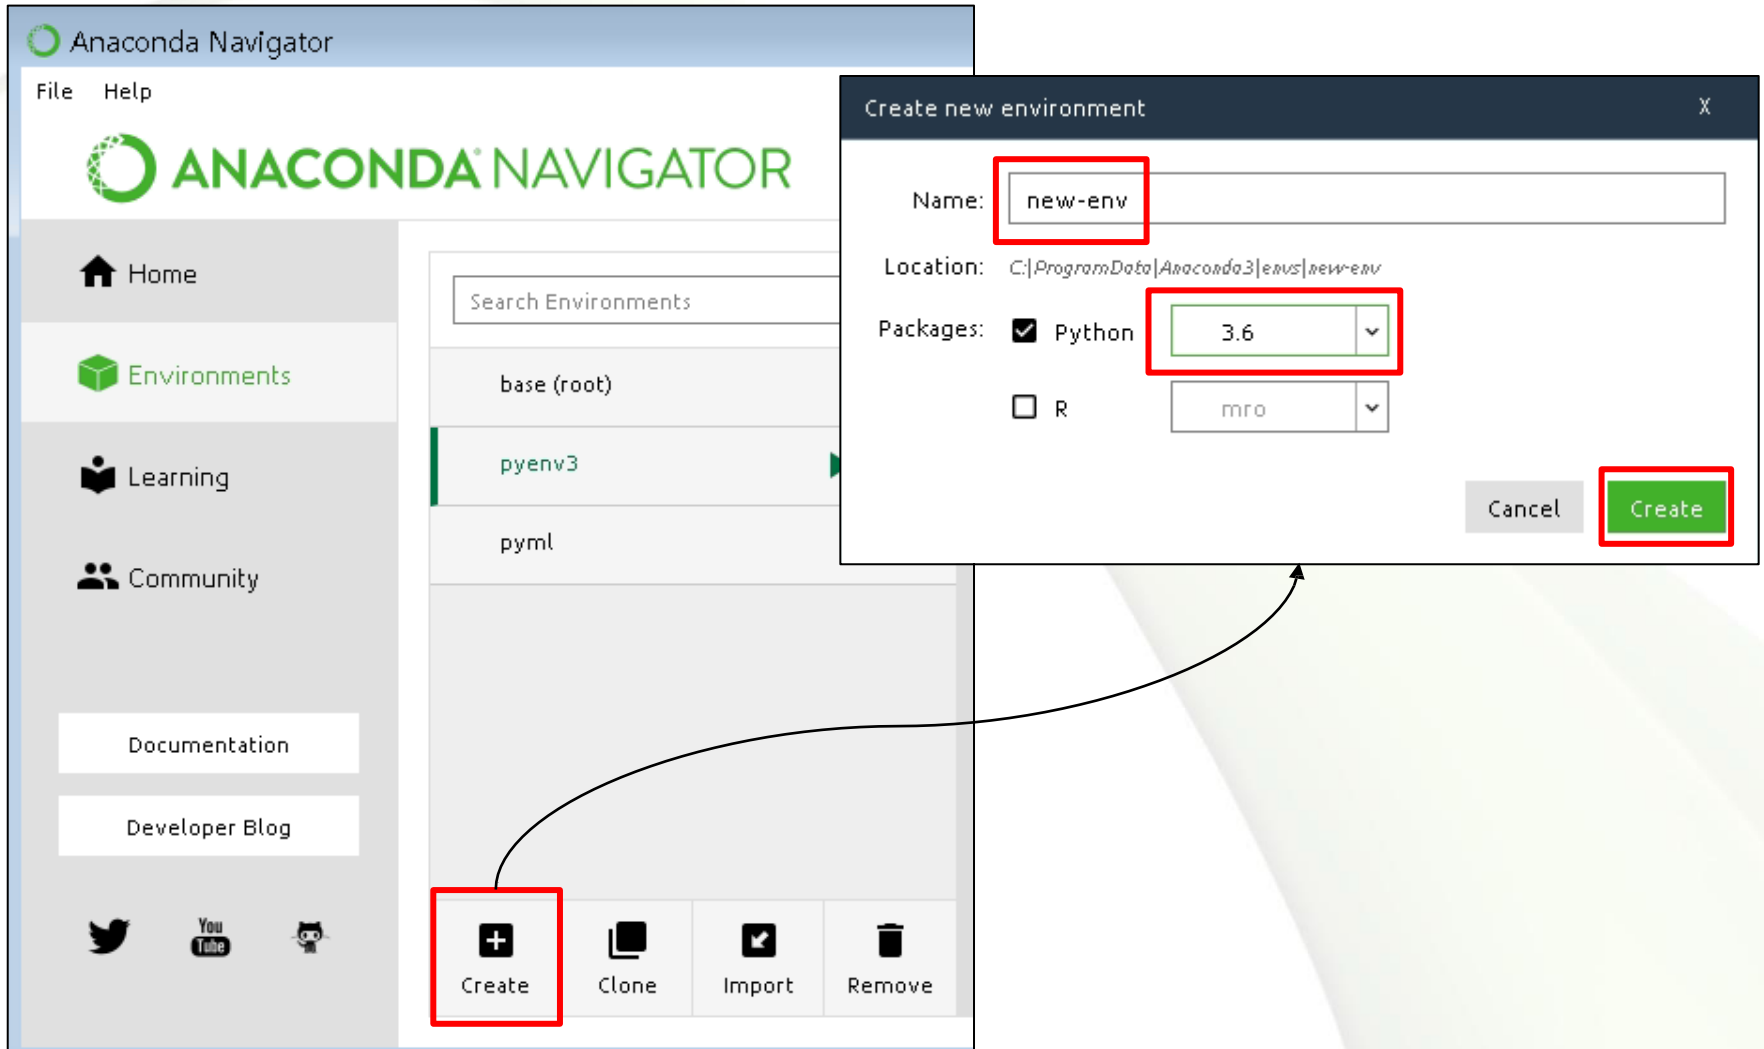 Anaconda Navigator
File Help
ANACONDA NAVIGATOR
Home
Environments
Learning
Community
Documentation
Developer Blog
You
Tube
Search Environments
base (root)
pyenv3
pyml
Create Clone Import Remove
Create new environment X
Name: new-env
Location: C:|ProgramData|Anaconda3|envs|new-env
Packages: Python 3.6
R mro
Cancel Create